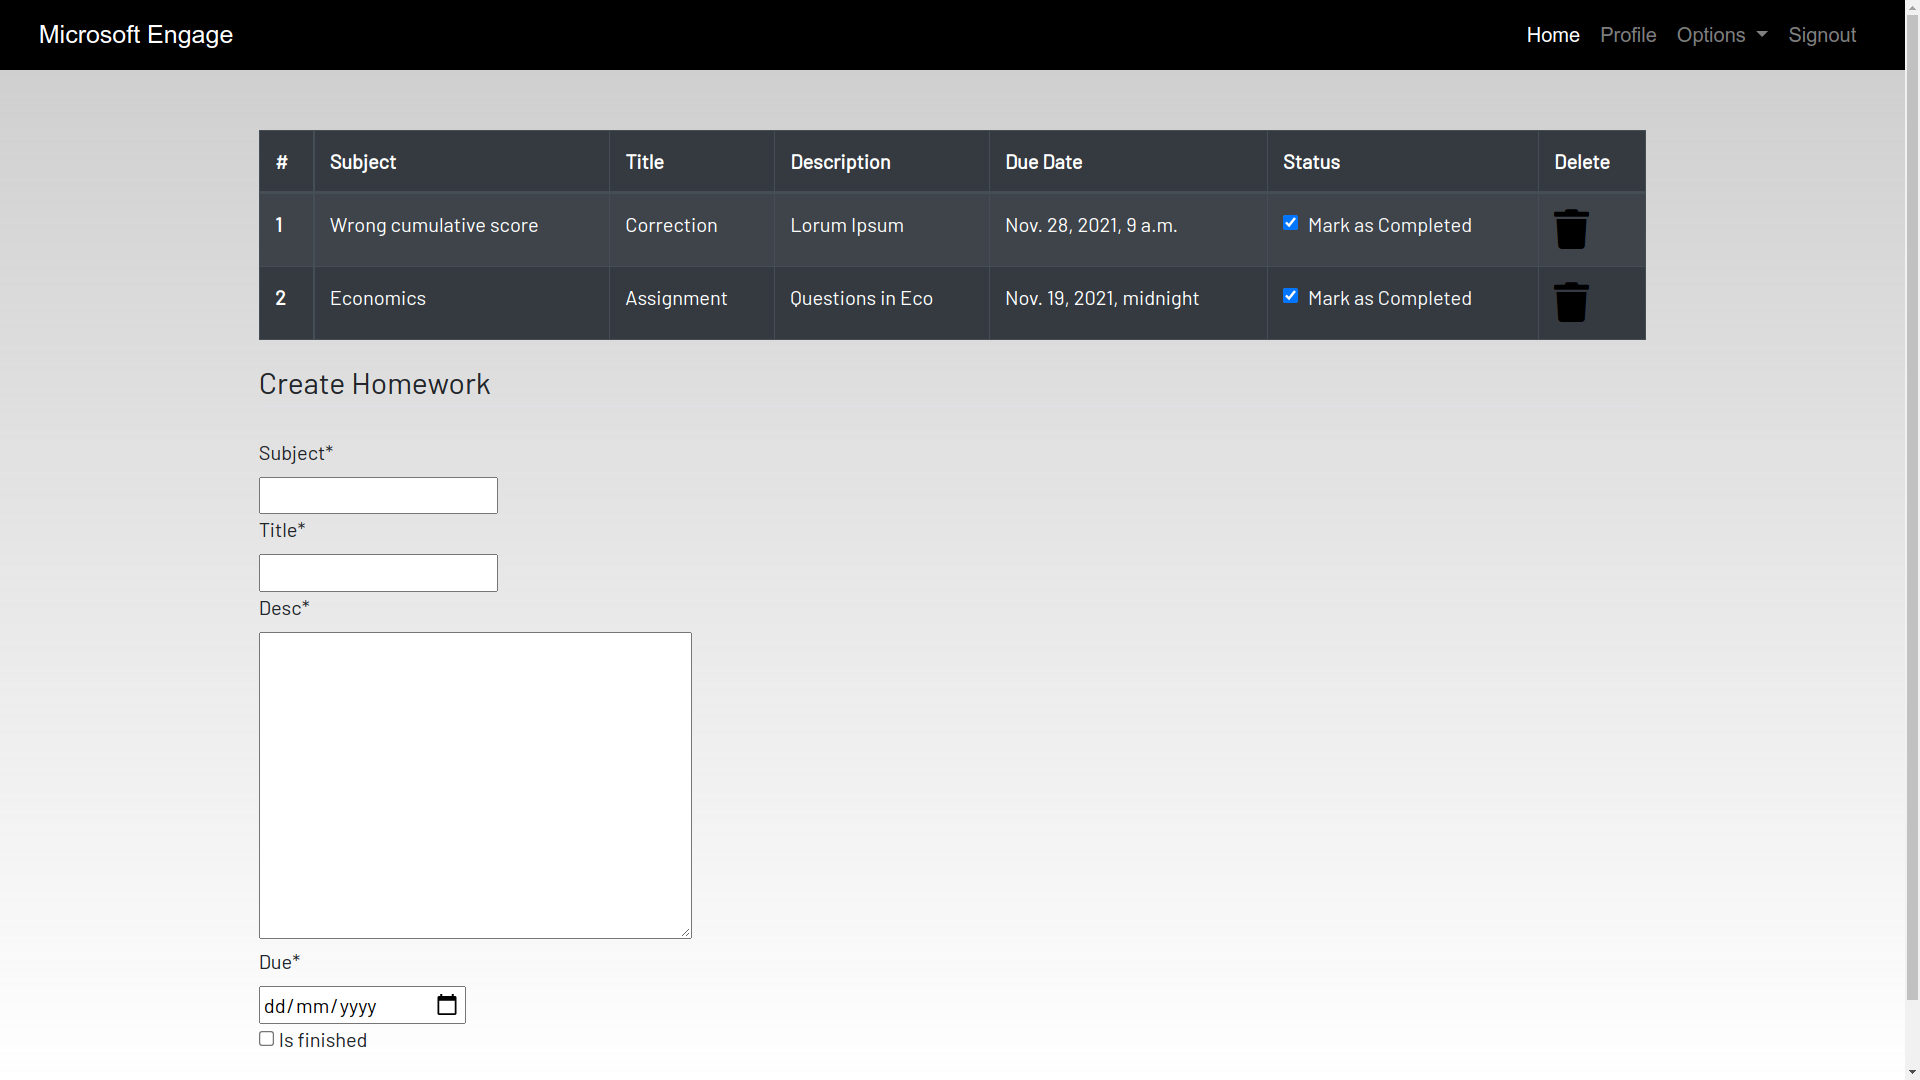 Microsoft Engage Home Profile Options Signout
# Subject Title Description Due Date Status Delete
1 Wrong cumulative score Correction Lorum Ipsum Nov. 28, 2021, 9 a.m. Mark as Completed
2 Economics Assignment Questions in Eco Nov. 19, 2021, midnight Mark as Completed
Create Homework
Subject*
Title*
Desc*
Due*
dd/mm/yyyy
Is finished